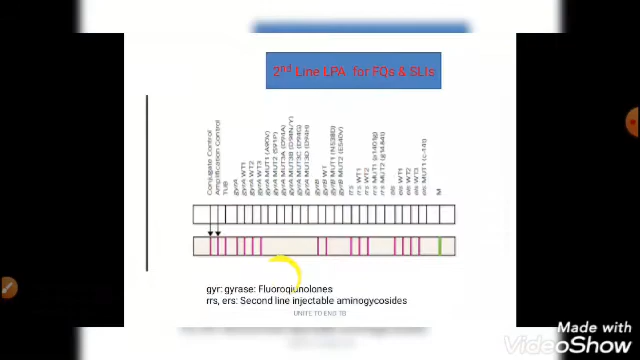 2nd Line LPA for FQs & SLIs
Conjugate Control
Amplification Control
TUB
gyrA
gyrA WT1
gyrA WT2
gyrA WT3
gyrA MUT1 (A90V)
gyrA MUT2 (S91P)
gyrA MUT3A (D94A)
gyrA MUT3B (D94N/Y)
gyrA MUT3C (D94G)
gyrA MUT3D (D94H)
gyrB
gyrB WT
gyrB MUT1 (N538D)
gyrB MUT2 (E540V)
rrs
rrs WT1
rrs WT2
rrs MUT1 (a1401g)
rrs MUT2 (g1484t)
eis
eis WT1
eis WT2
eis WT3
eis MUT1 (c-14t)
M
gyr: gyrase: Fluoroqiunolones
rrs, ers: Second line injectable aminogycosides
UNITE TO END TB
Made with
VideoShow